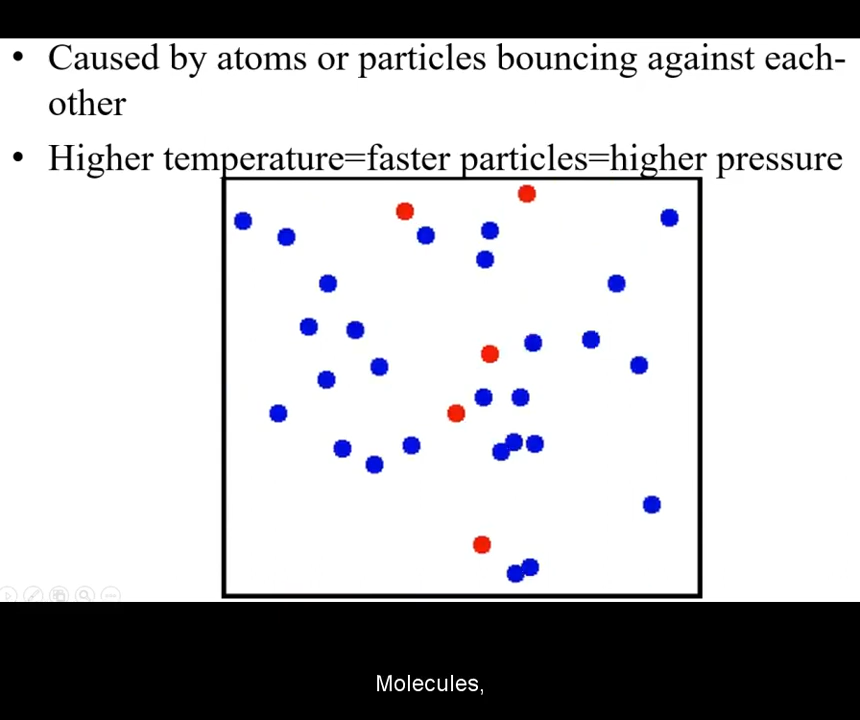 • Caused by atoms or particles bouncing against each-
other
• Higher temperature=faster particles=higher pressure
Molecules,